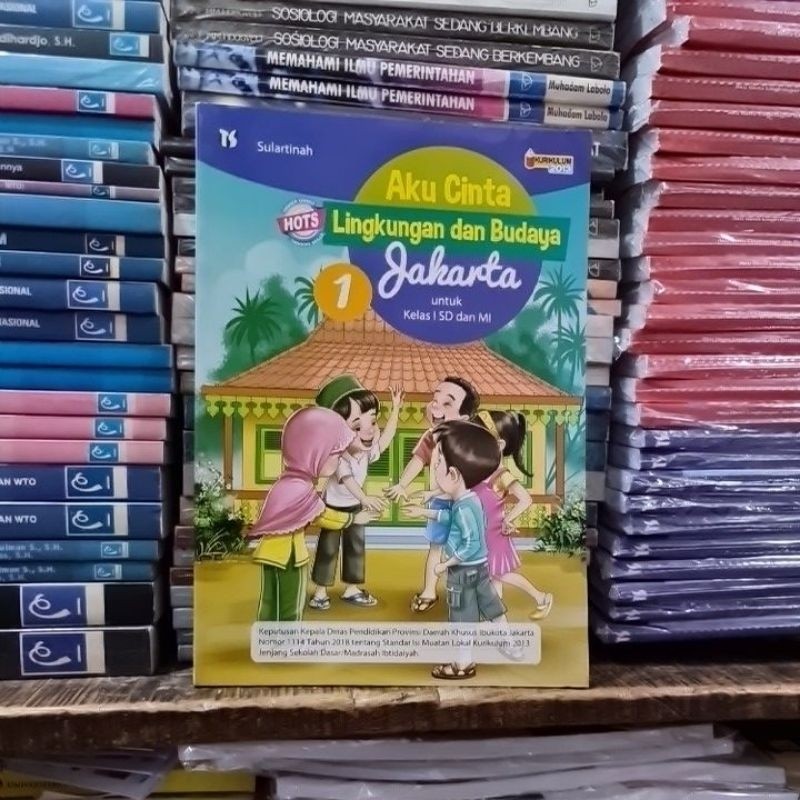 SOSIOLOGI MASYARAKAT SEDANG BERKEMBANG
SOSIOLOGI MASYARAKAT SEDANG BERKEMBANG
MEMAHAMI ILMU PEMERINTAHAN
Muhadam Labolo
MEMAHAMI ILMU PEMERINTAHAN
Muhadam Labolo
Sulartinah
KURIKULUM
2013
Aku Cinta
HOTS
Lingkungan dan Budaya
Jakarta
1
untuk
Kelas I SD dan MI
Keputusan Kepala Dinas Pendidikan Provinsi Daerah Khusus Ibukota Jakarta
Nomor 1114 Tahun 2018 tentang Standar Isi Muatan Lokal Kurikulum 2013
Jenjang Sekolah Dasar/Madrasah Ibtidaiyah
AN WTO
AN WTO